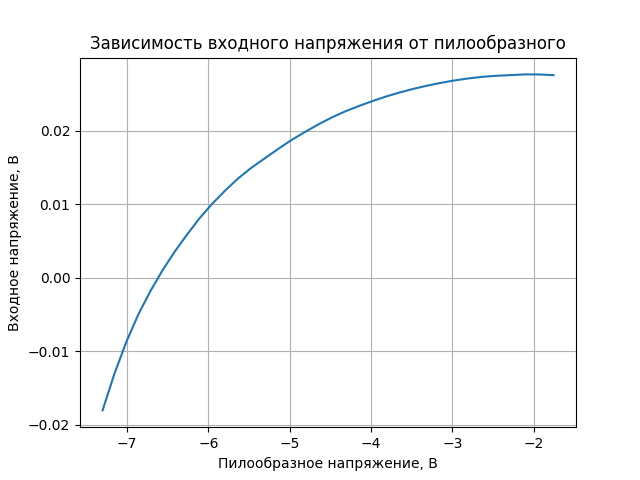 Зависимость входного напряжения от пилообразного
Входное напряжение, В
0.02
0.01
0.00
−0.01
−0.02
−7 −6 −5 −4 −3 −2
Пилообразное напряжение, В